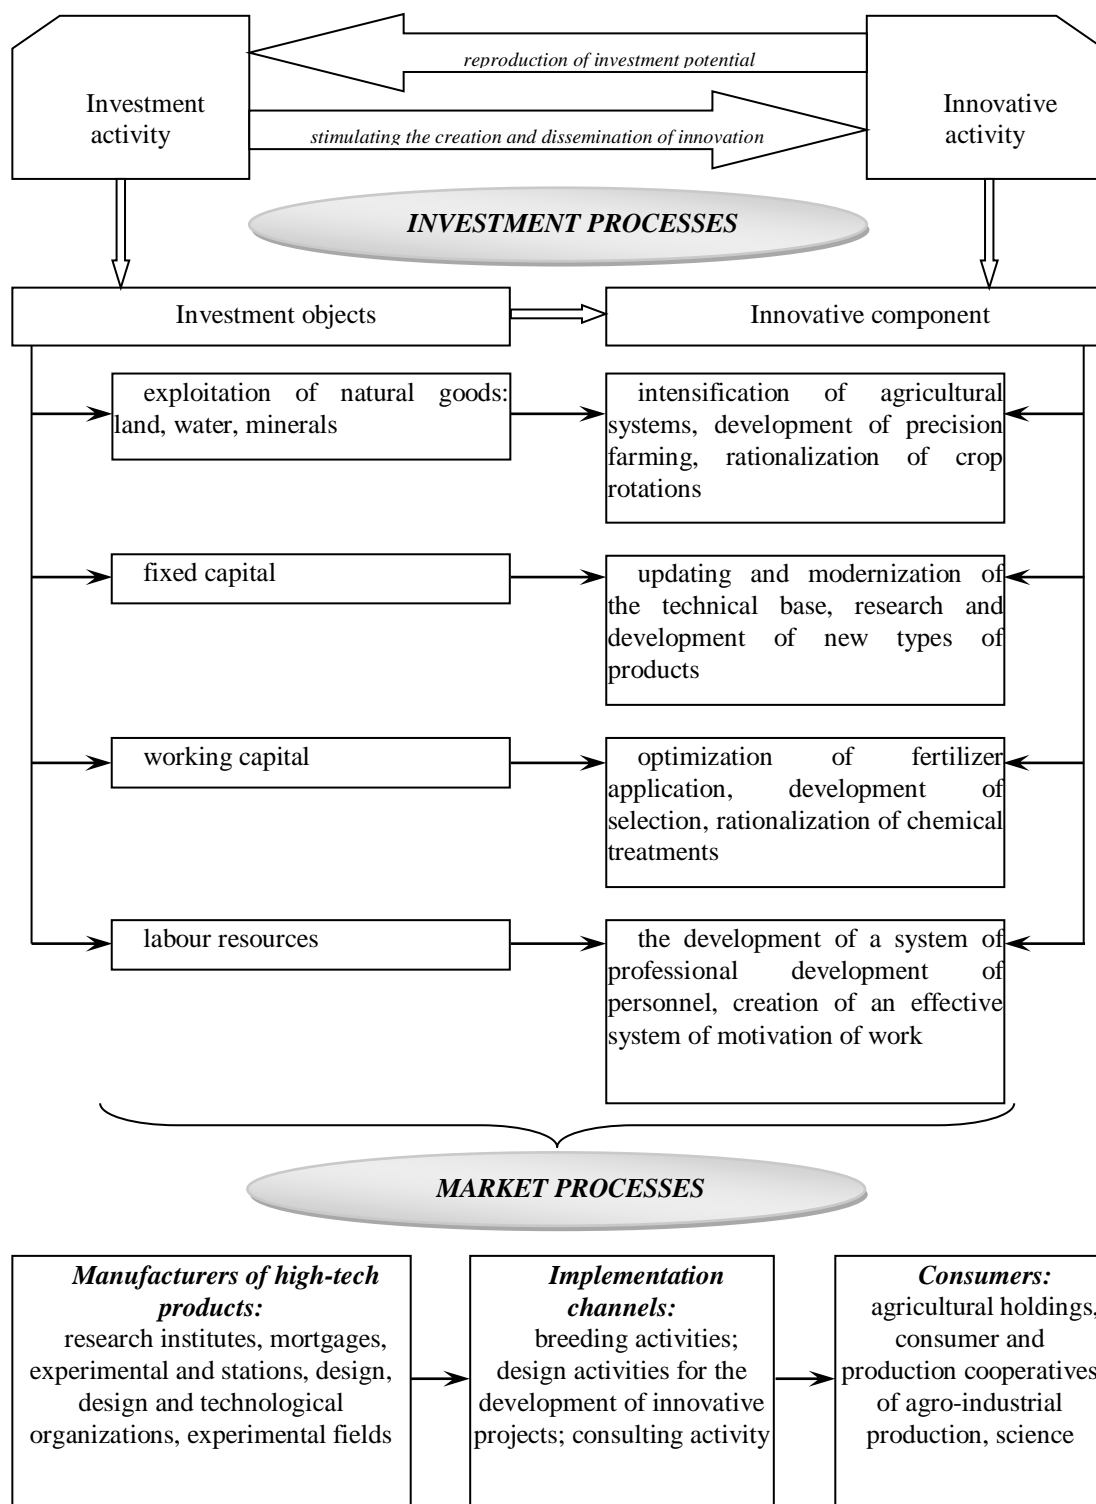 reproduction of investment potential
Investment
activity
Innovative
activity
stimulating the creation and dissemination of innovation
INVESTMENT PROCESSES
Investment objects
Innovative component
exploitation of natural goods:
land, water, minerals
intensification of agricultural
systems, development of precision
farming, rationalization of crop
rotations
fixed capital
updating and modernization of
the technical base, research and
development of new types of
products
working capital
optimization of fertilizer
application, development of
selection, rationalization of chemical
treatments
labour resources
the development of a system of
professional development of
personnel, creation of an effective
system of motivation of work
MARKET PROCESSES
Manufacturers of high-tech
products:
research institutes, mortgages,
experimental and stations, design,
design and technological
organizations, experimental fields
Implementation
channels:
breeding activities;
design activities for the
development of innovative
projects; consulting activity
Consumers:
agricultural holdings,
consumer and
production cooperatives
of agro-industrial
production, science